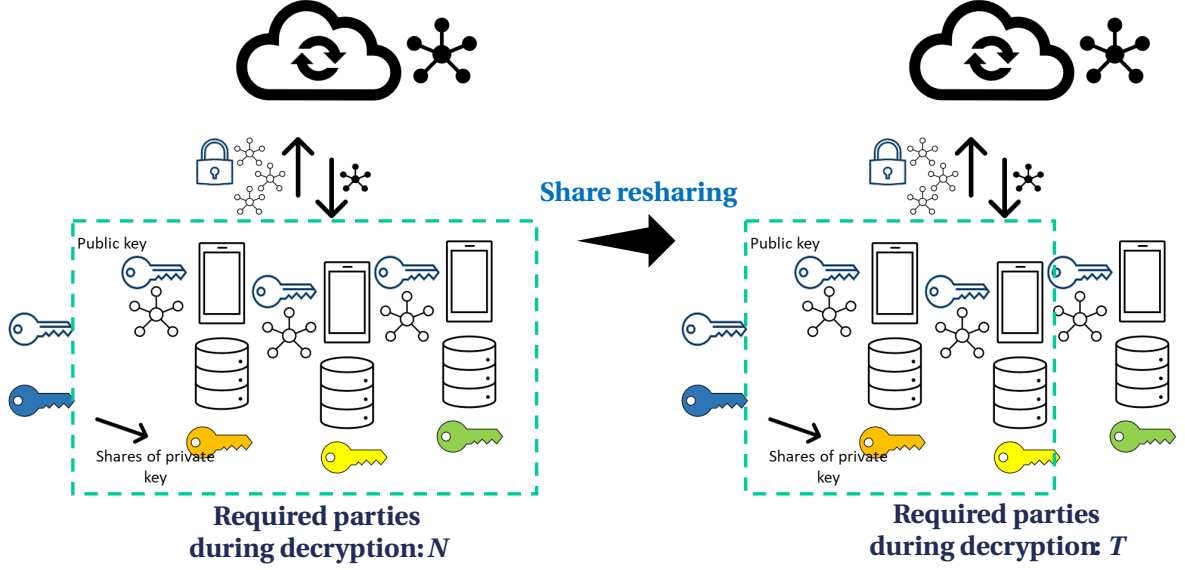 Share resharing
Public key
Shares of private
key
Required parties
during decryption: N
Public key
Shares of private
key
Required parties
during decryption: T